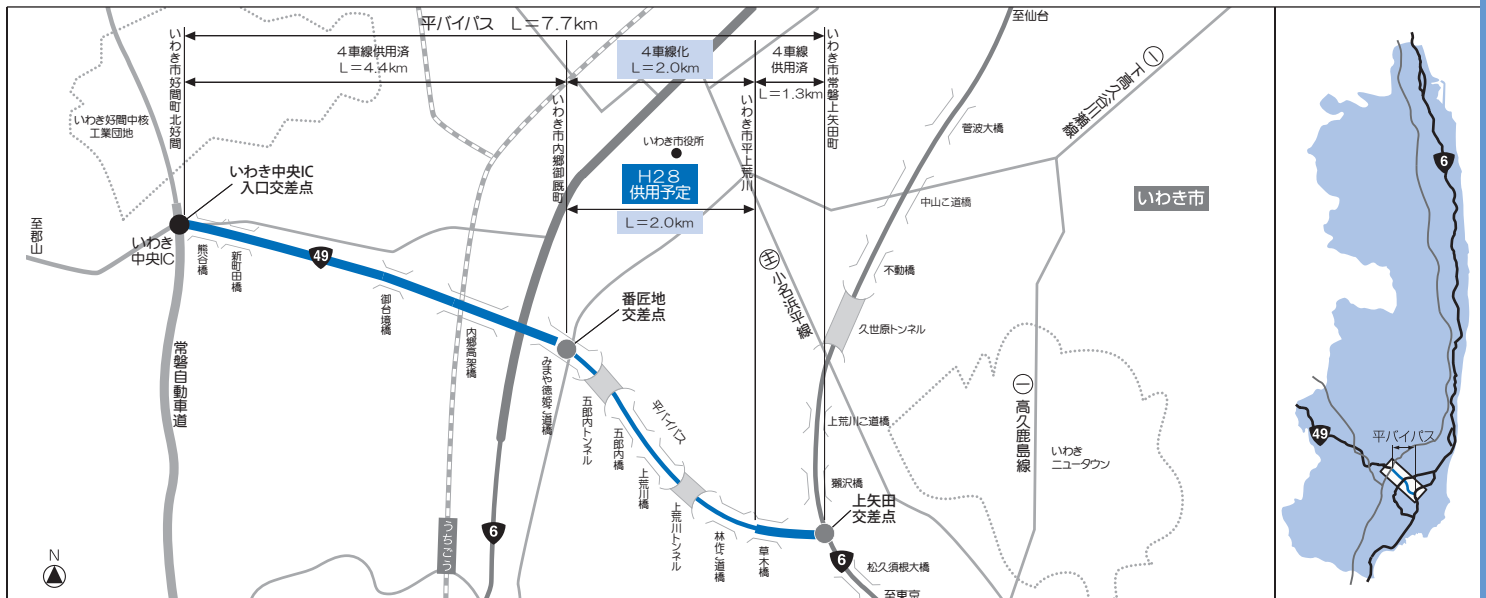 平バイパス L=7.7km
4車線供用済
L=4.4km
4車線化
L=2.0km
4車線
供用済
L=1.3km
いわき市好間町北好間
いわき市内郷御厩町
いわき市平上荒川
いわき市常磐上矢田町
至仙台
いわき好間中核
工業団地
いわき市役所
H28
供用予定
L=2.0km
いわき中央IC
入口交差点
至郡山
いわき
中央IC
熊谷橋
新町田橋
49
御台境橋
内郷高架橋
番匠地
交差点
みまや徳姫こ道橋
五郎内トンネル
五郎内橋
平バイパス
上荒川橋
上荒川トンネル
林作こ道橋
草木橋
常磐自動車道
うちごう
6
主 小名浜平線
一 下高久谷川瀬線
菅波大橋
中山こ道橋
不動橋
久世原トンネル
一 高久鹿島線
上荒川こ道橋
いわき
ニュータウン
獺沢橋
上矢田
交差点
6
松久須根大橋
至東京
いわき市
N
6
49
平バイパス